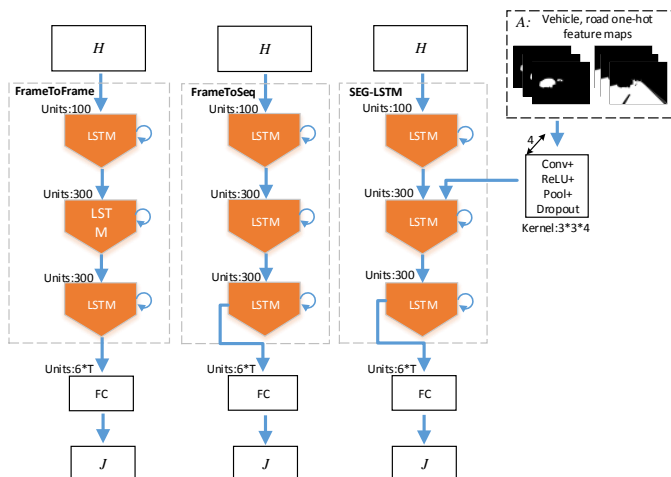 H
FrameToFrame
Units:100
LSTM
Units:300
LST
M
Units:300
LSTM
Units:6*T
FC
J
H
FrameToSeq
Units:100
LSTM
Units:300
LSTM
Units:300
LSTM
Units:6*T
FC
J
H
SEG-LSTM
Units:100
LSTM
Units:300
LSTM
Units:300
LSTM
Units:6*T
FC
J
A: Vehicle, road one-hot
feature maps
4
Conv+
ReLU+
Pool+
Dropout
Kernel:3*3*4